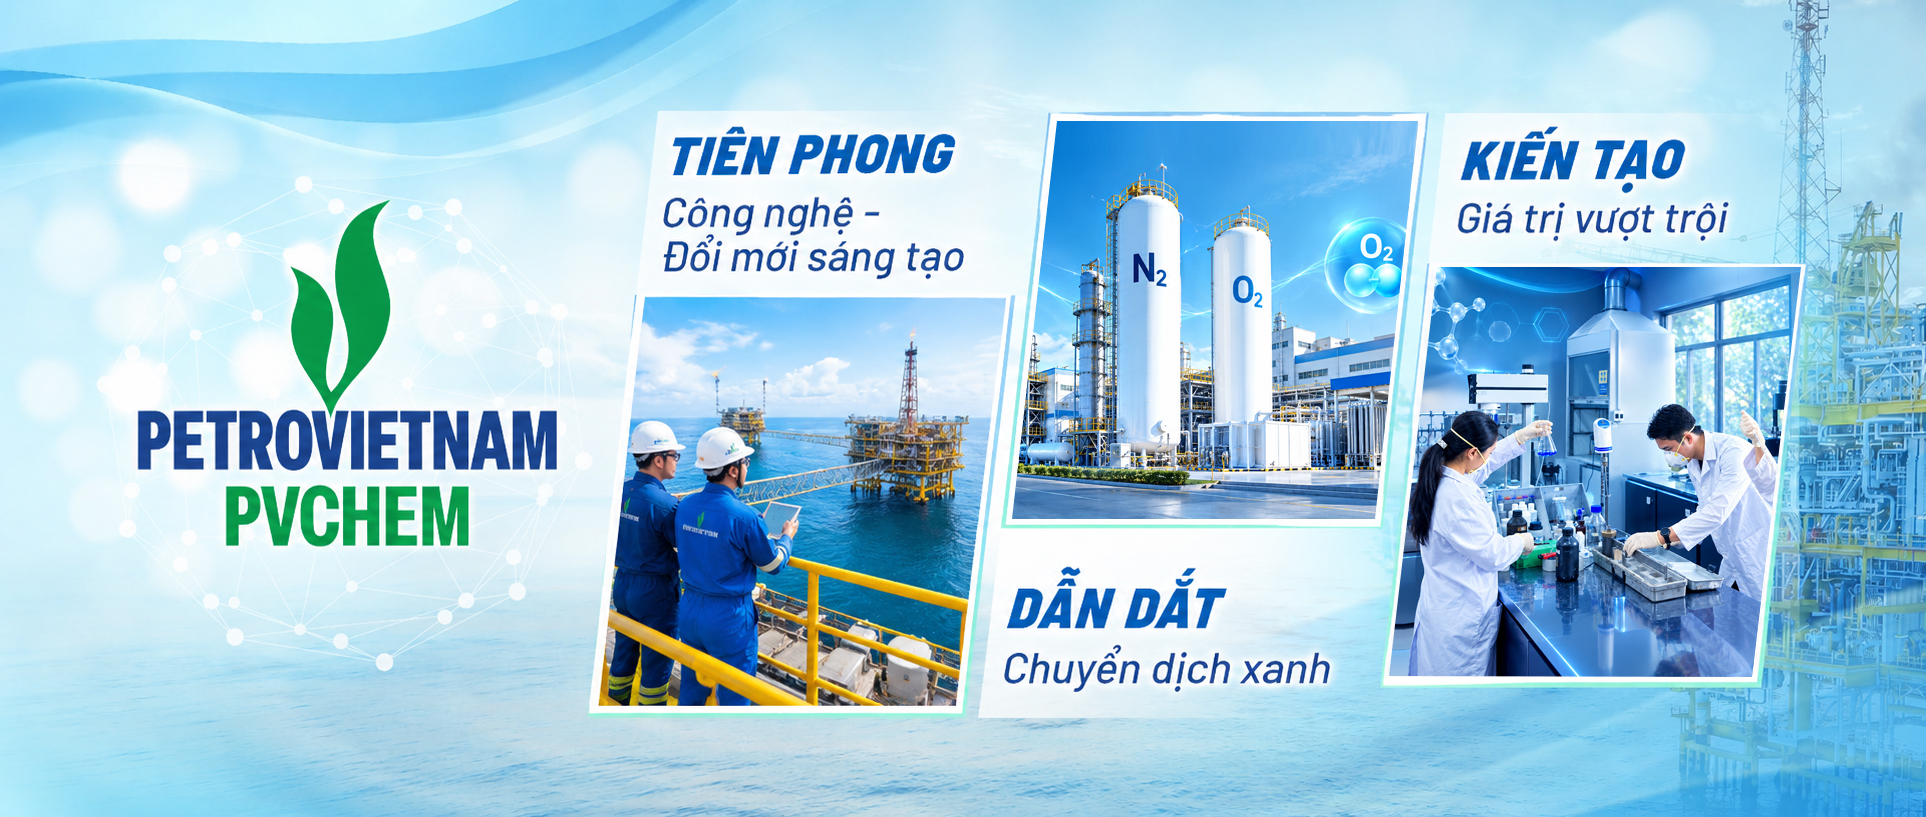 PETROVIETNAM
PVCHEM
TIÊN PHONG
Công nghệ -
Đổi mới sáng tạo
N2
O2
O2
DẪN DẮT
Chuyển dịch xanh
KIẾN TẠO
Giá trị vượt trội